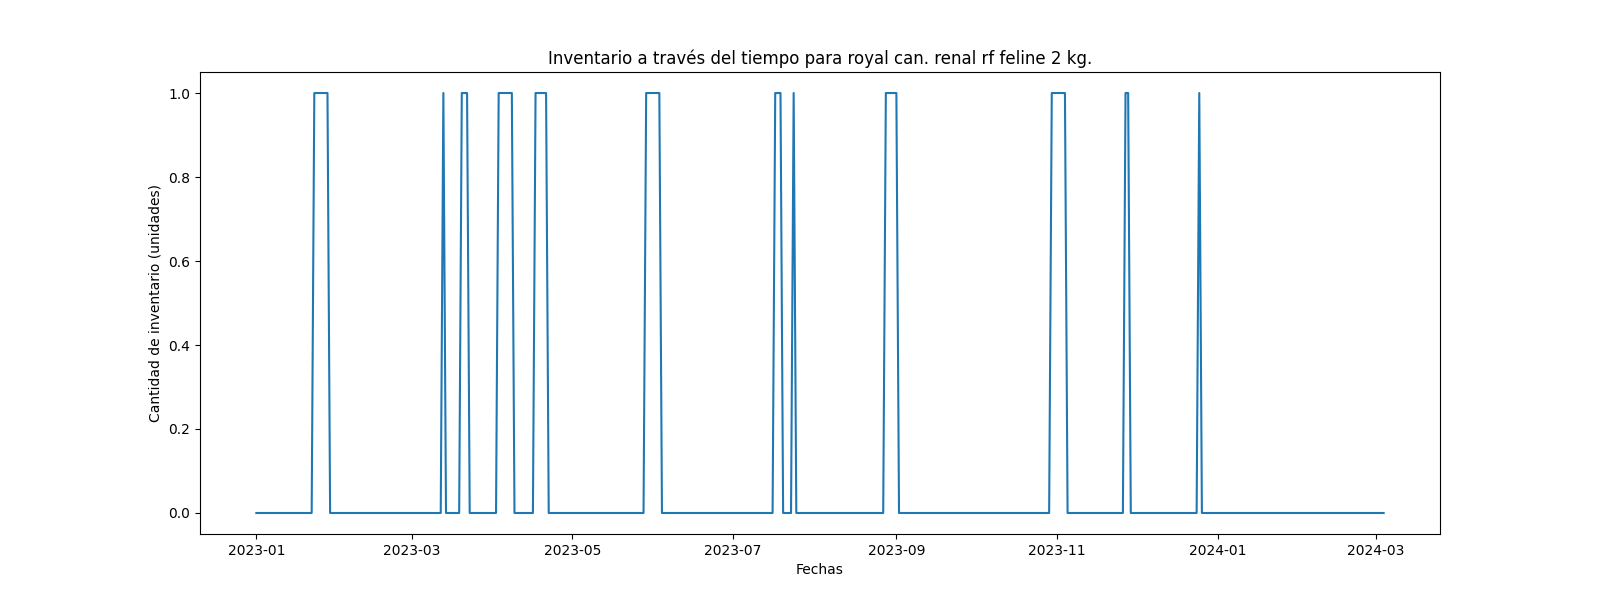 Inventario a través del tiempo para royal can. renal rf feline 2 kg.
Cantidad de inventario (unidades)
1.0
0.8
0.6
0.4
0.2
0.0
2023-01 2023-03 2023-05 2023-07 2023-09 2023-11 2024-01 2024-03
Fechas